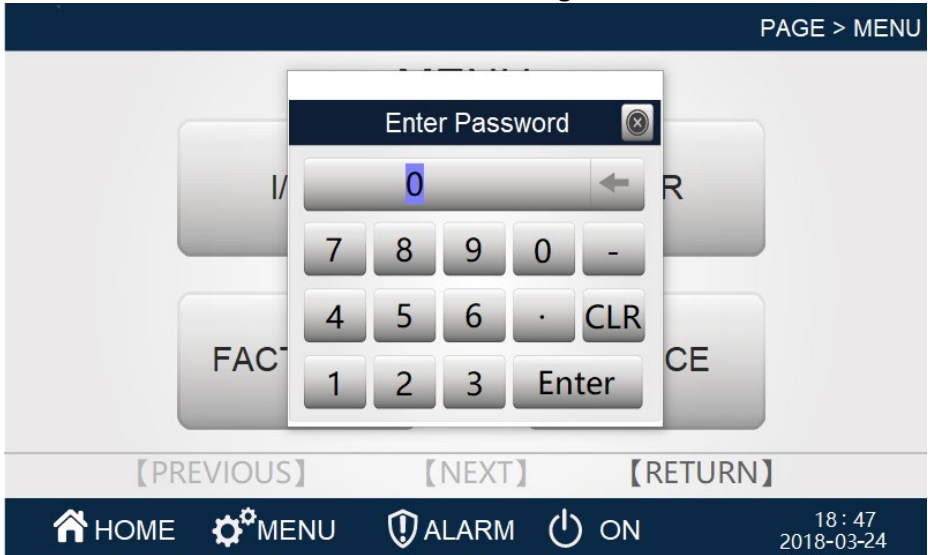 PAGE > MENU
Enter Password
I/
0
R
7 8 9 0 -
4 5 6 . CLR
FACT
CE
1 2 3 Enter
【PREVIOUS】 【NEXT】 【RETURN】
HOME MENU ALARM ON
18:47
2018-03-24